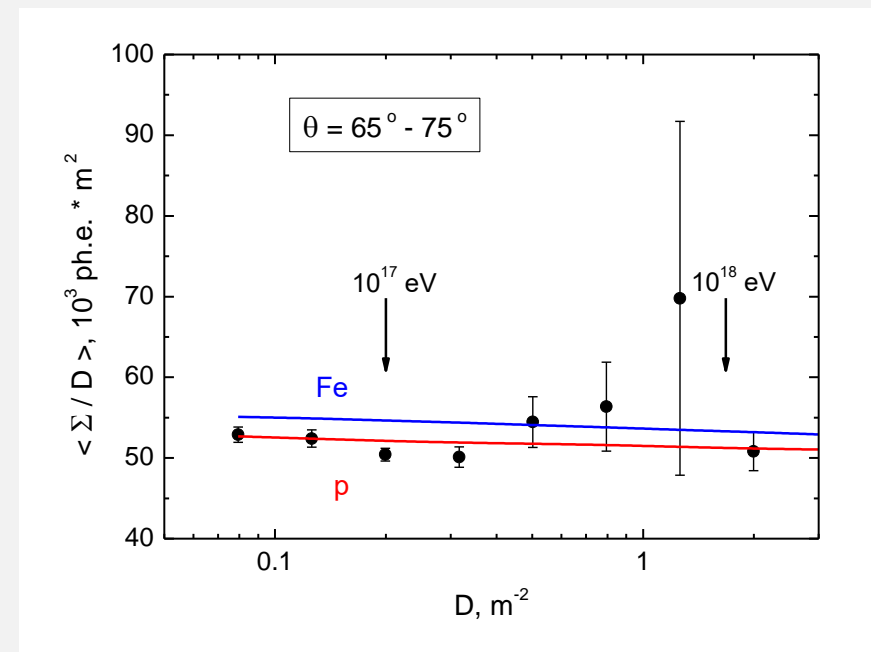 100
90
80
70
60
50
40
< Σ / D >, 10³ ph.e. * m²
θ = 65° - 75°
10¹⁷ eV
10¹⁸ eV
Fe
p
0.1
1
D, m⁻²